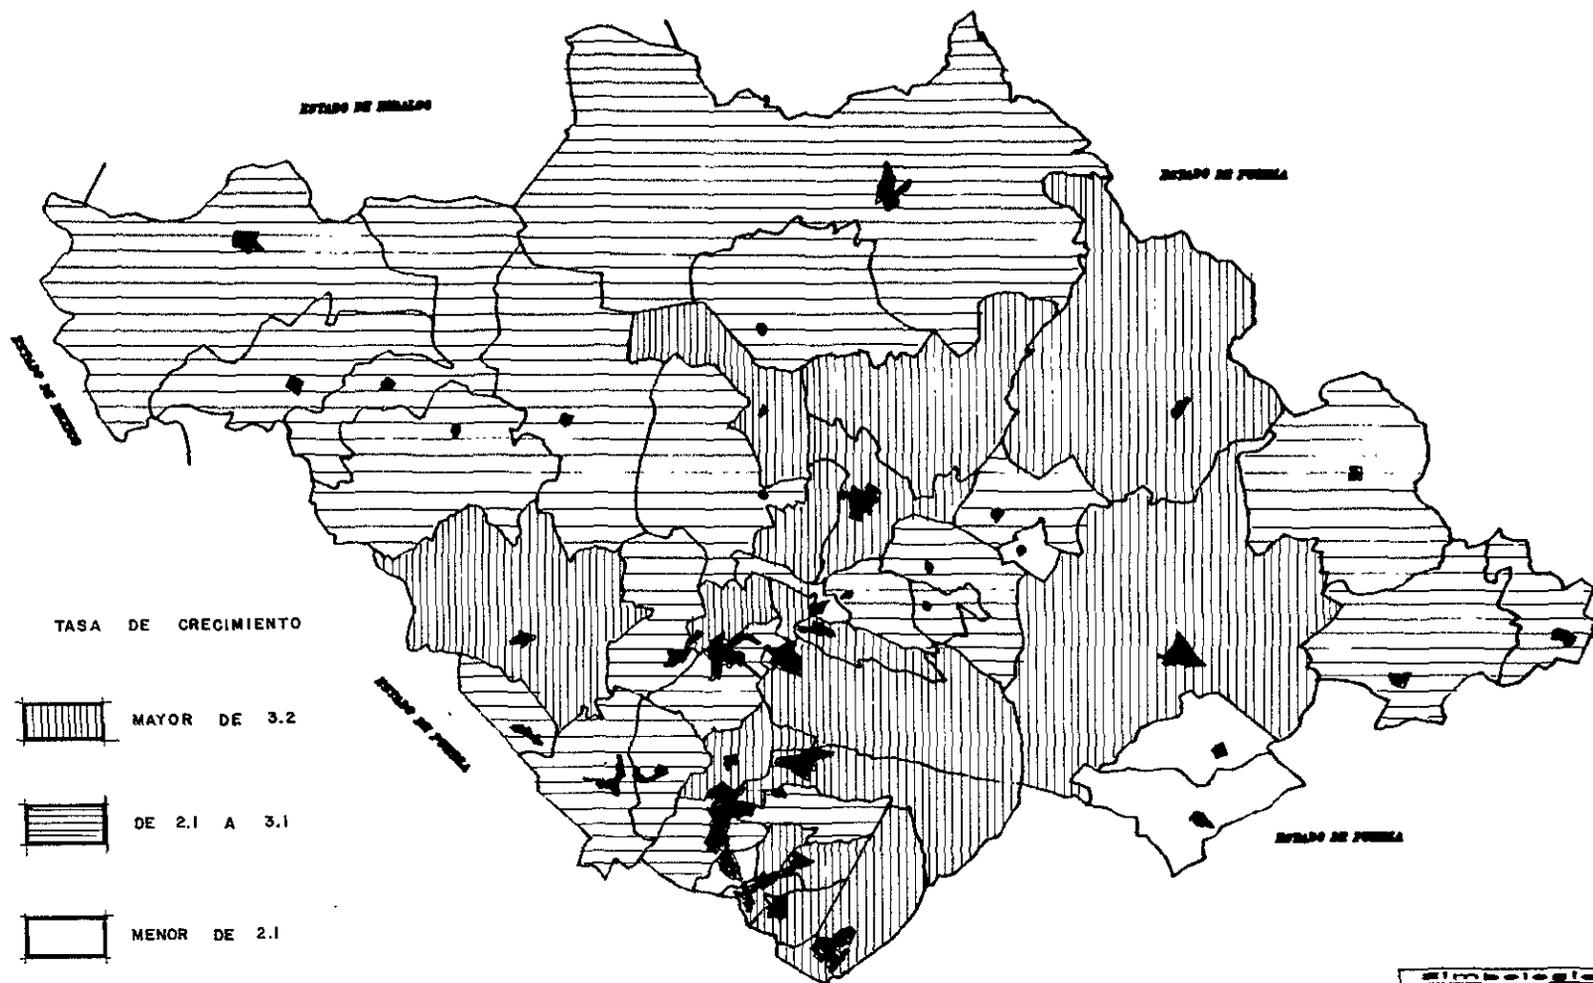 ESTADO DE HIDALGO
ESTADO DE PUEBLA
ESTADO DE MEXICO
TASA DE CRECIMIENTO
ESTADO DE PUEBLA
MAYOR DE 3.2
DE 2.1 A 3.1
ESTADO DE PUEBLA
MENOR DE 2.1
Simbologia